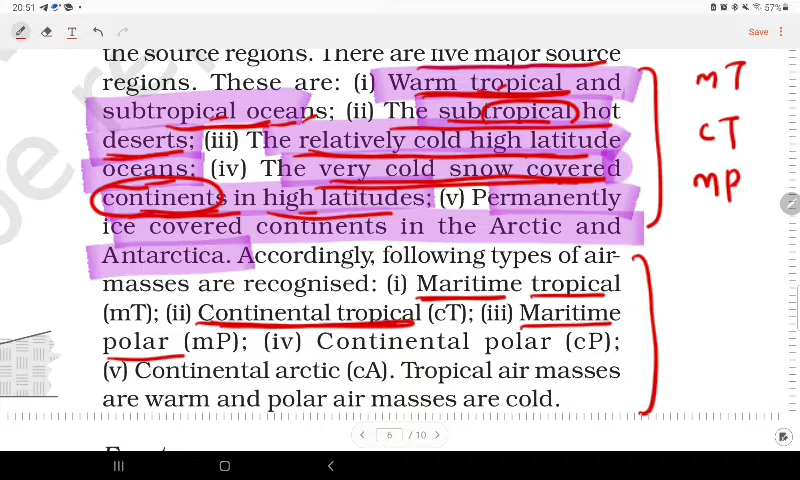 20:51
57%
T
Save
the source regions. There are five major source
regions. These are: (i) Warm tropical and
subtropical oceans; (ii) The subtropical hot
deserts; (iii) The relatively cold high latitude
oceans; (iv) The very cold snow covered
continents in high latitudes; (v) Permanently
ice covered continents in the Arctic and
Antarctica. Accordingly, following types of air-
masses are recognised: (i) Maritime tropical
(mT); (ii) Continental tropical (cT); (iii) Maritime
polar (mP); (iv) Continental polar (cP);
(v) Continental arctic (cA). Tropical air masses
are warm and polar air masses are cold.
mT
cT
mP
6 / 10